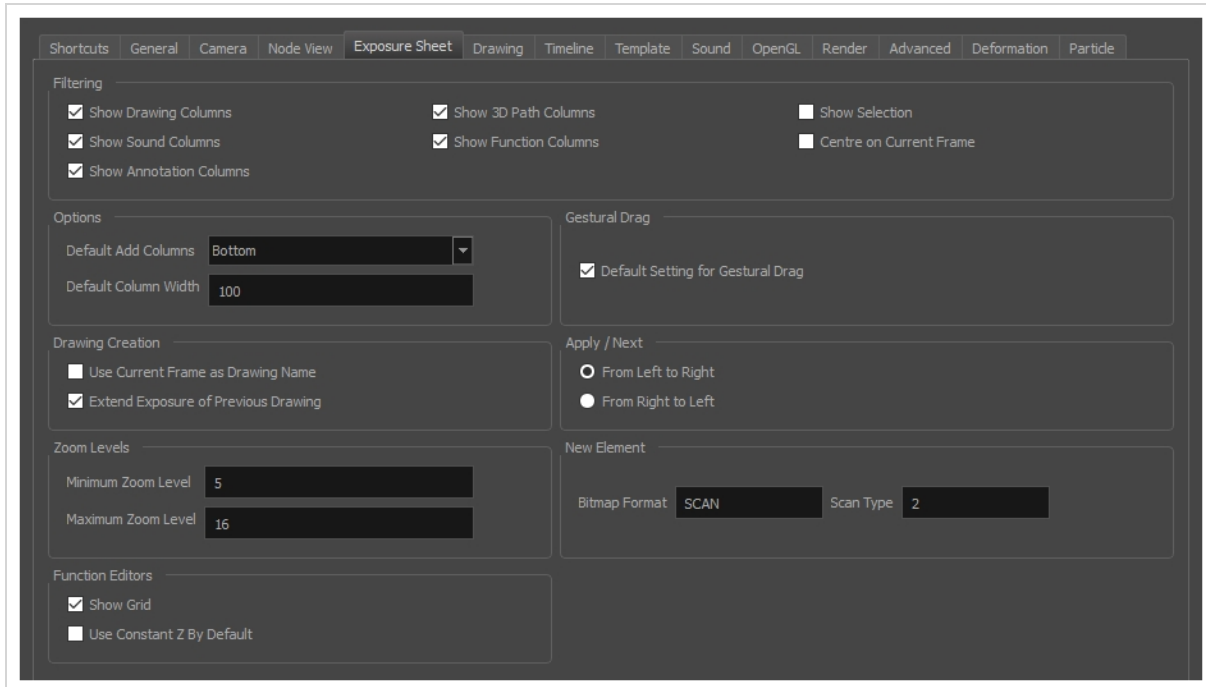 Shortcuts General Camera Node View Exposure Sheet Drawing Timeline Template Sound OpenGL Render Advanced Deformation Particle
Filtering
Show Drawing Columns Show 3D Path Columns Show Selection
Show Sound Columns Show Function Columns Centre on Current Frame
Show Annotation Columns
Options
Default Add Columns Bottom
Default Column Width 100
Gestural Drag
Default Setting for Gestural Drag
Drawing Creation
Use Current Frame as Drawing Name
Extend Exposure of Previous Drawing
Apply / Next
From Left to Right
From Right to Left
Zoom Levels
Minimum Zoom Level 5
Maximum Zoom Level 16
New Element
Bitmap Format SCAN Scan Type 2
Function Editors
Show Grid
Use Constant Z By Default